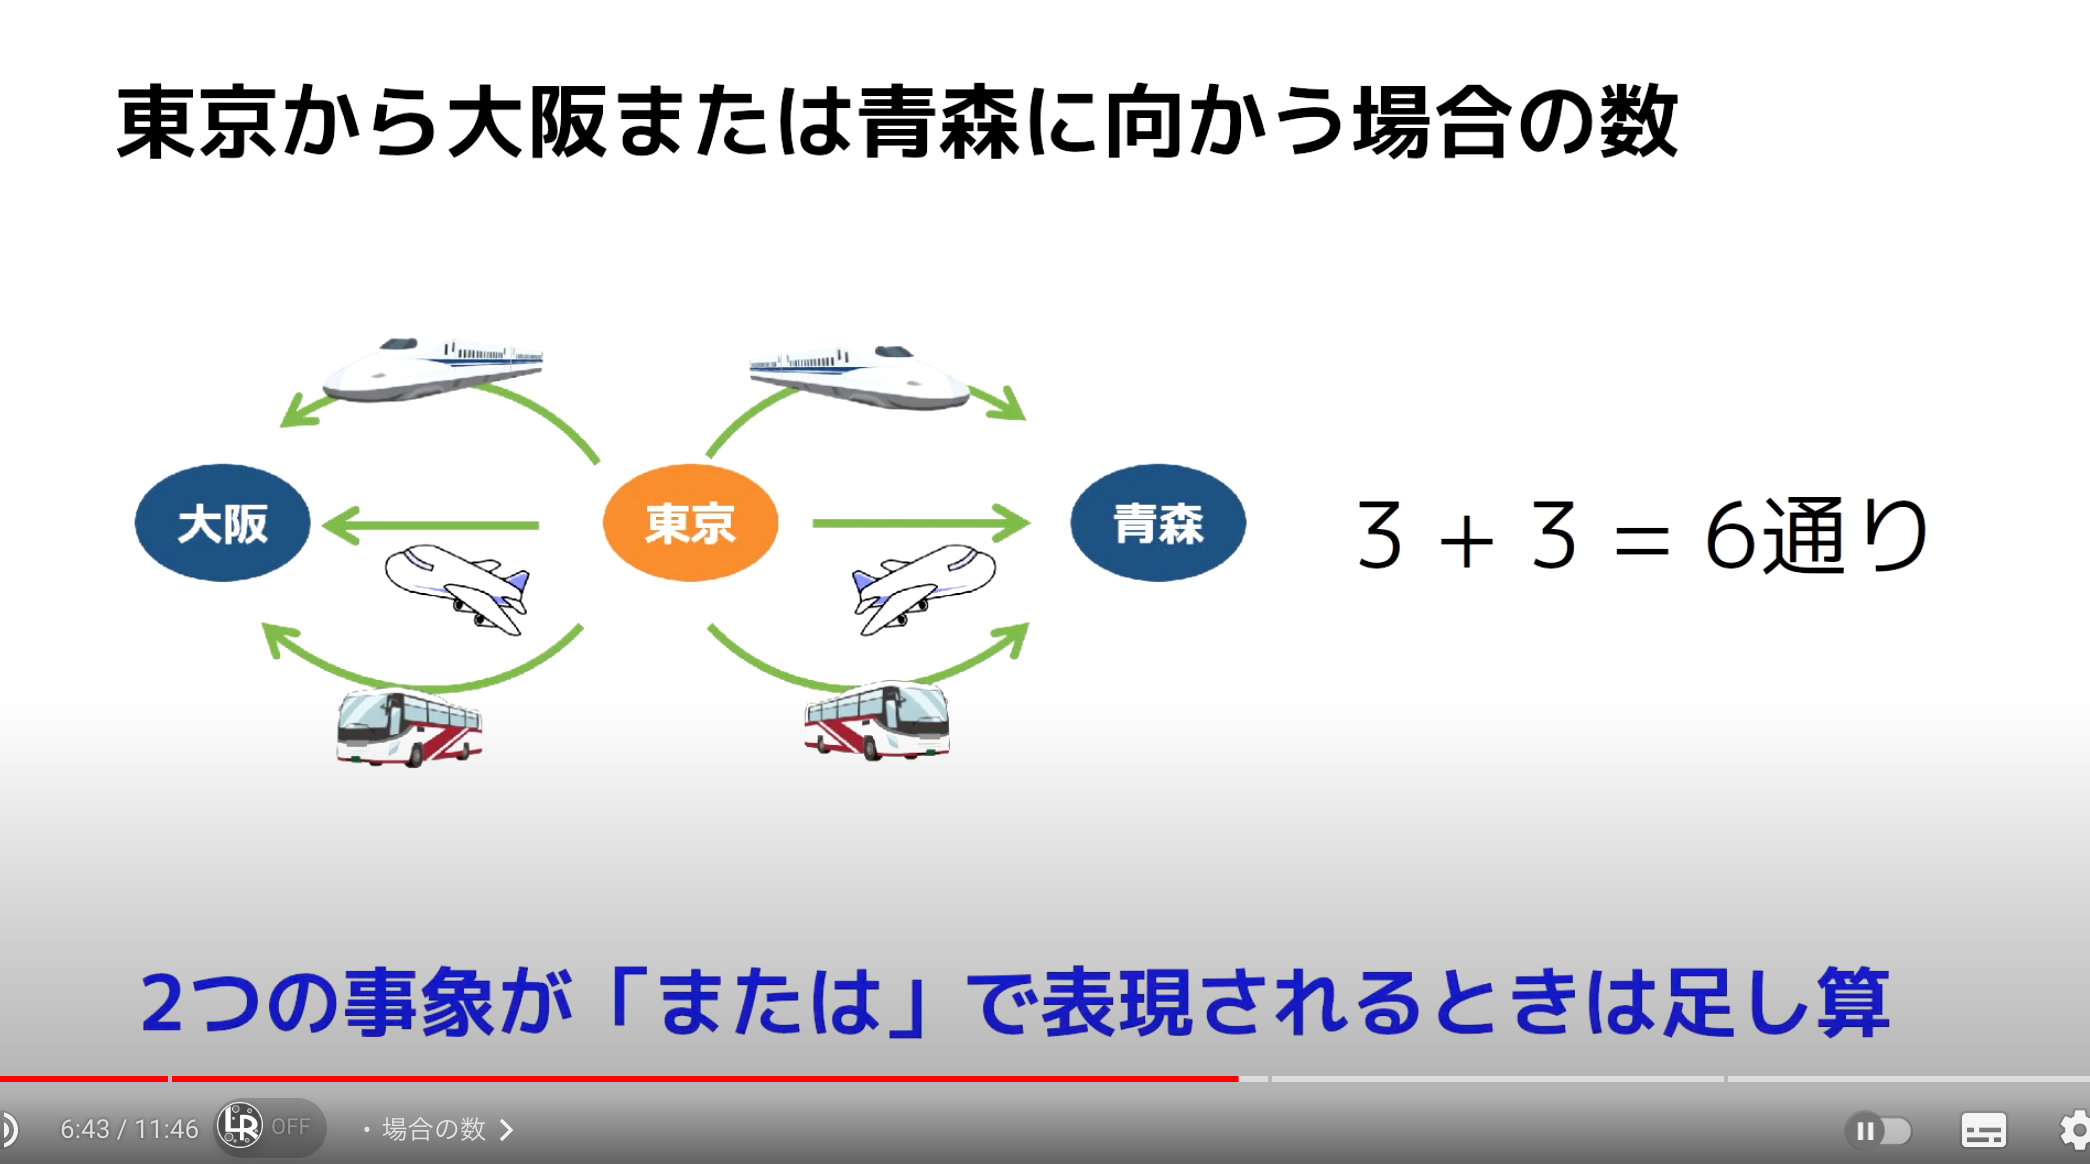 東京から大阪または青森に向かう場合の数
大阪
東京
青森
3 + 3 = 6通り
2つの事象が「または」で表現されるときは足し算
6:43 / 11:46
LR
OFF
・場合の数